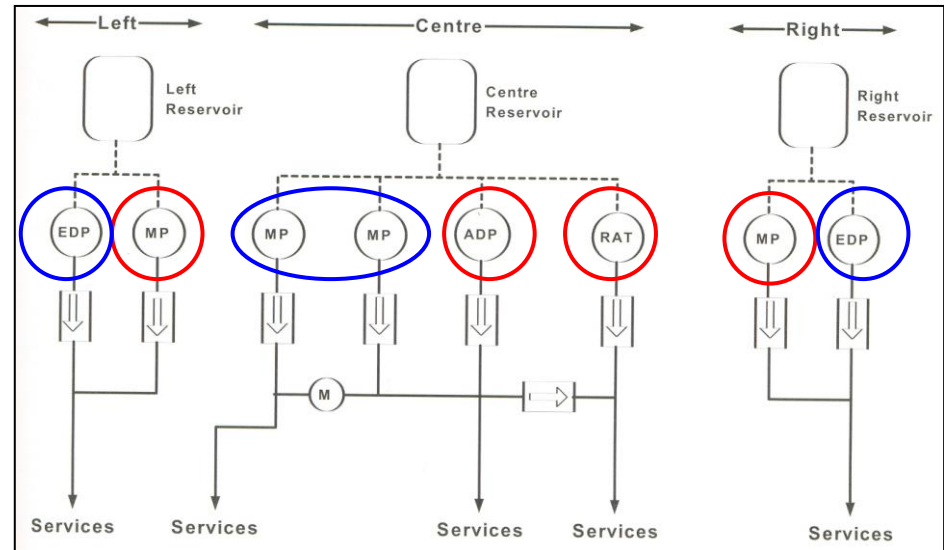 Left
Centre
Right
Left
Reservoir
Centre
Reservoir
Right
Reservoir
EDP
MP
MP
MP
ADP
RAT
MP
EDP
M
Services
Services
Services
Services
Services